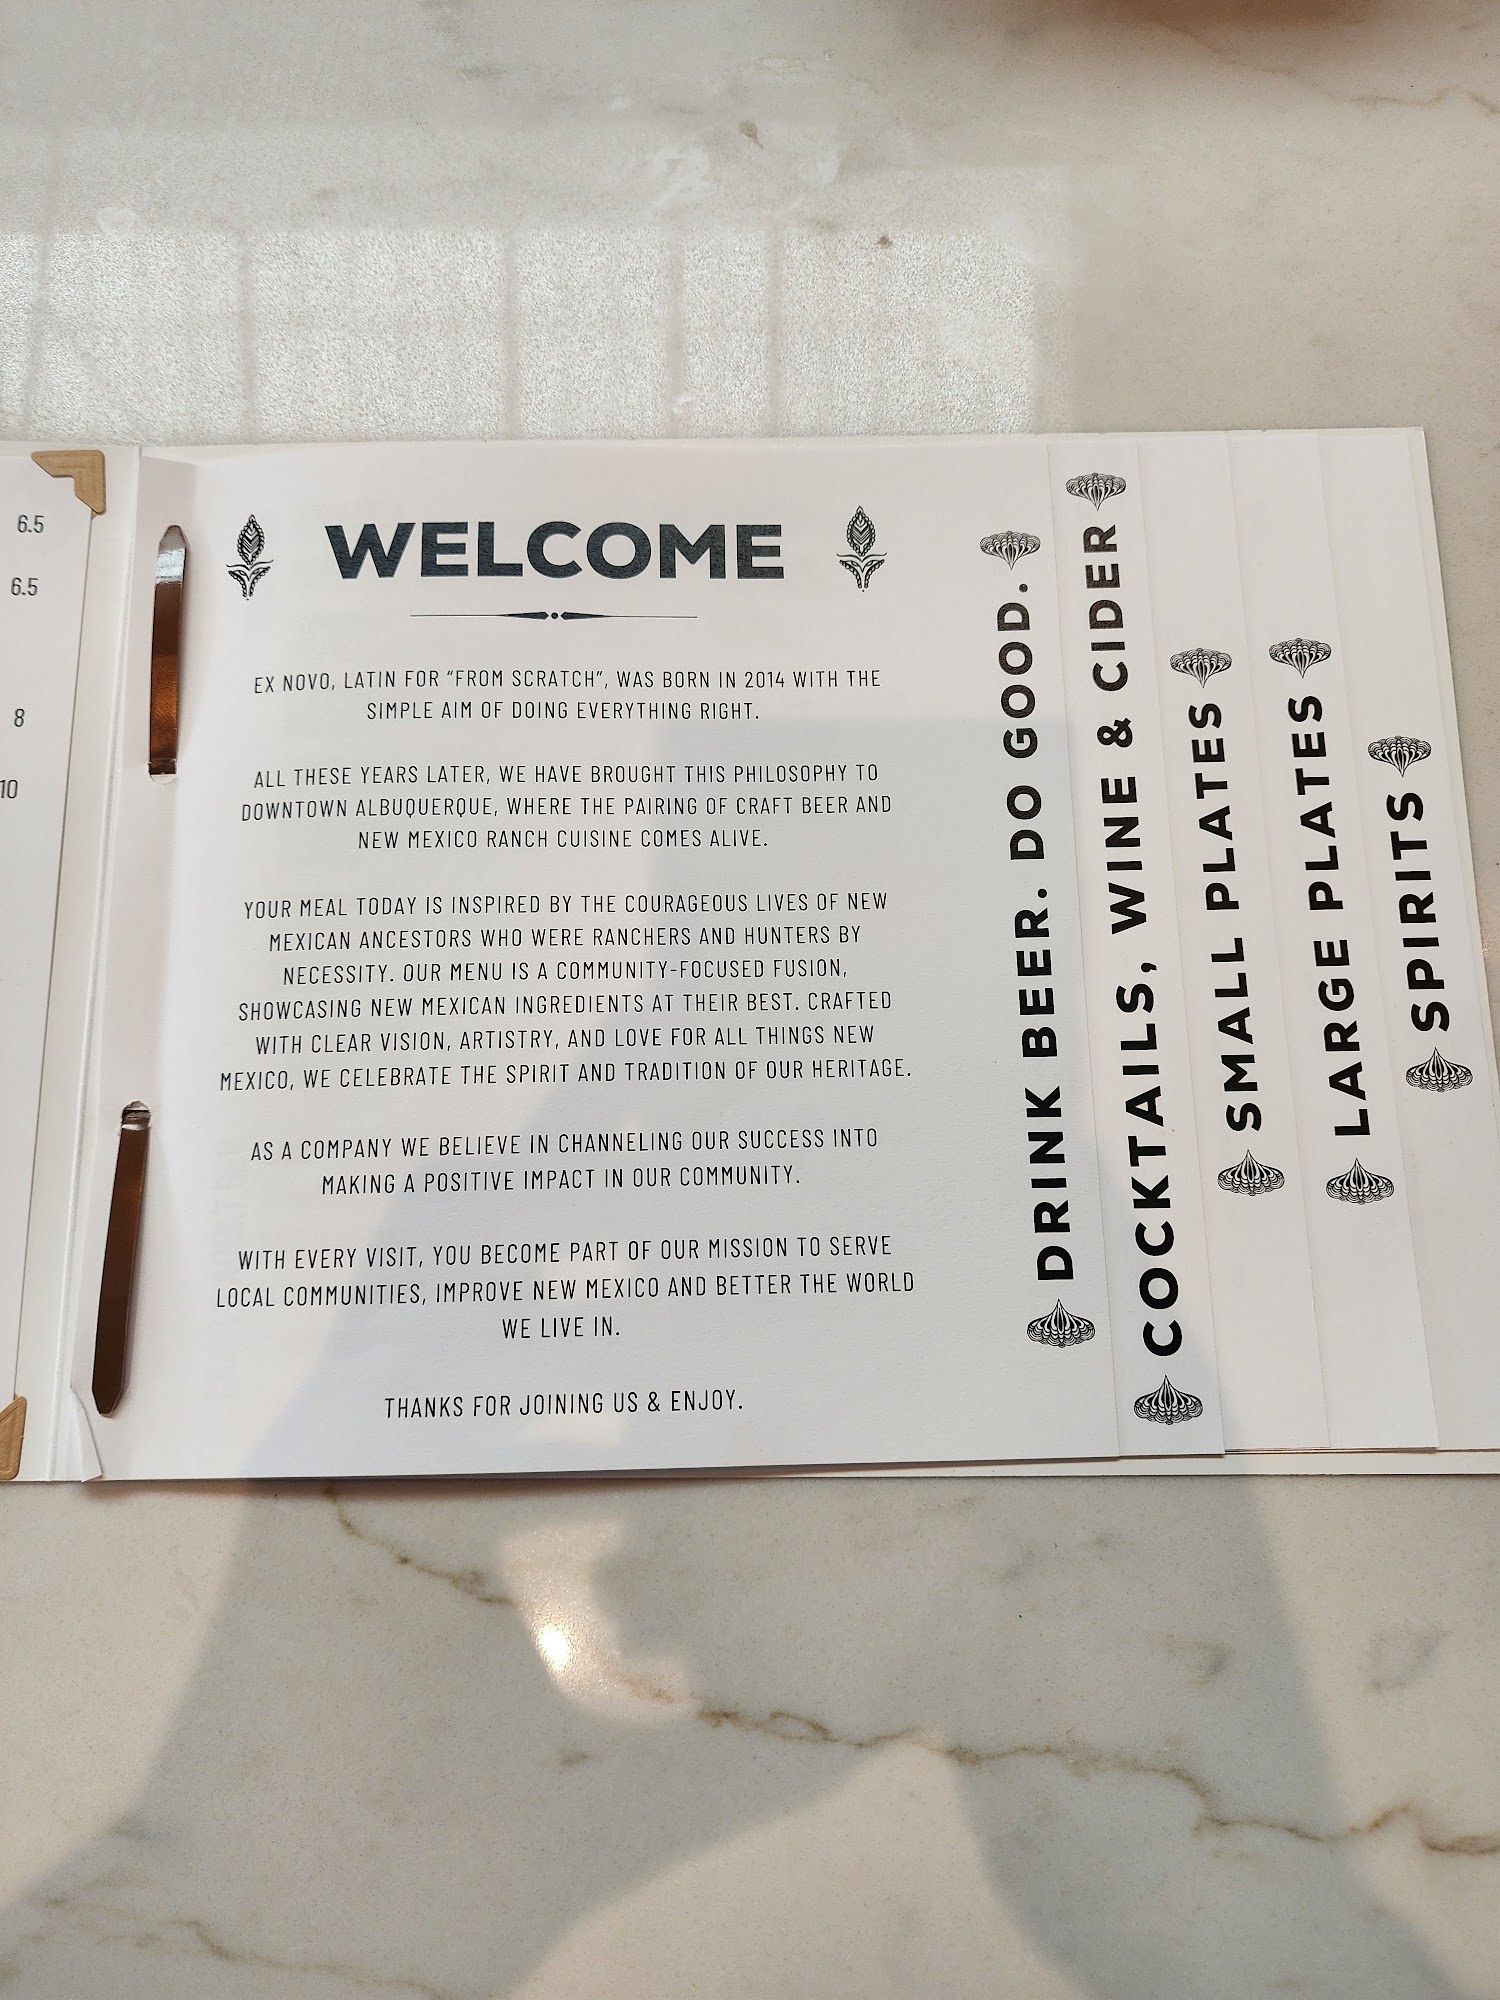 6.5
6.5
8
10
WELCOME
EX NOVO, LATIN FOR "FROM SCRATCH", WAS BORN IN 2014 WITH THE
SIMPLE AIM OF DOING EVERYTHING RIGHT.
ALL THESE YEARS LATER, WE HAVE BROUGHT THIS PHILOSOPHY TO
DOWNTOWN ALBUQUERQUE, WHERE THE PAIRING OF CRAFT BEER AND
NEW MEXICO RANCH CUISINE COMES ALIVE.
YOUR MEAL TODAY IS INSPIRED BY THE COURAGEOUS LIVES OF NEW
MEXICAN ANCESTORS WHO WERE RANCHERS AND HUNTERS BY
NECESSITY. OUR MENU IS A COMMUNITY-FOCUSED FUSION,
SHOWCASING NEW MEXICAN INGREDIENTS AT THEIR BEST. CRAFTED
WITH CLEAR VISION, ARTISTRY, AND LOVE FOR ALL THINGS NEW
MEXICO, WE CELEBRATE THE SPIRIT AND TRADITION OF OUR HERITAGE.
AS A COMPANY WE BELIEVE IN CHANNELING OUR SUCCESS INTO
MAKING A POSITIVE IMPACT IN OUR COMMUNITY.
WITH EVERY VISIT, YOU BECOME PART OF OUR MISSION TO SERVE
LOCAL COMMUNITIES, IMPROVE NEW MEXICO AND BETTER THE WORLD
WE LIVE IN.
THANKS FOR JOINING US & ENJOY.
DRINK BEER. DO GOOD.
COCKTAILS, WINE & CIDER
SMALL PLATES
LARGE PLATES
SPIRITS